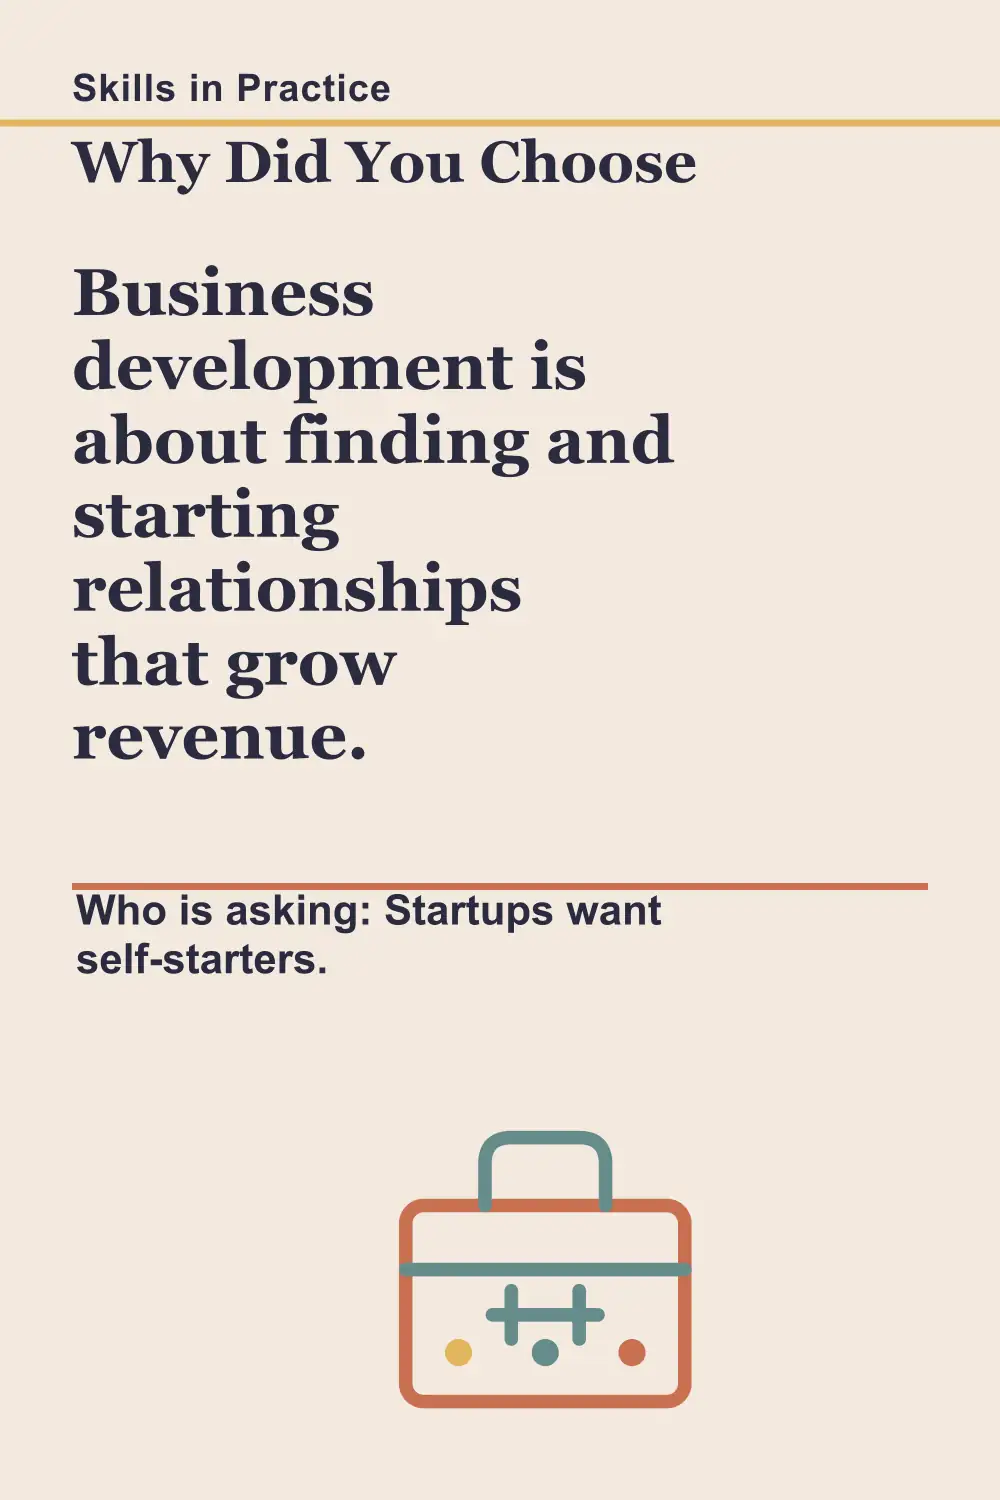 Skills in Practice
Why Did You Choose
Business
development is
about finding and
starting
relationships
that grow
revenue.
Who is asking: Startups want
self-starters.